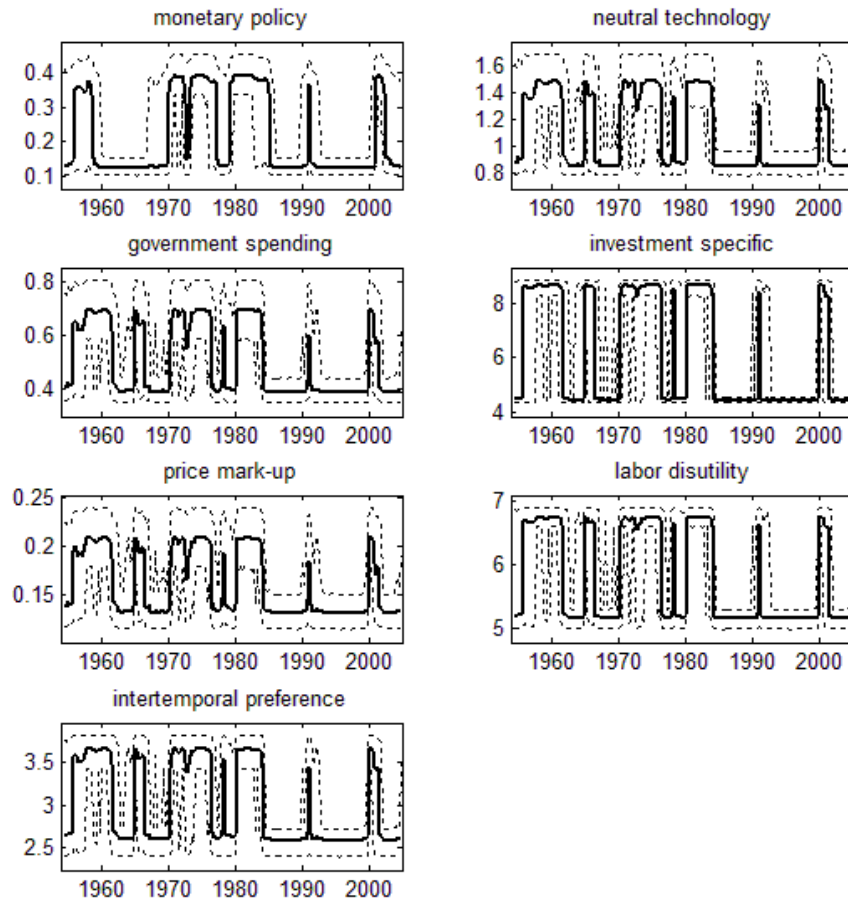 monetary policy
0.4
0.3
0.2
0.1
1960 1970 1980 1990 2000
neutral technology
1.6
1.4
1.2
1
0.8
1960 1970 1980 1990 2000
government spending
0.8
0.6
0.4
1960 1970 1980 1990 2000
investment specific
8
6
4
1960 1970 1980 1990 2000
price mark-up
0.25
0.2
0.15
1960 1970 1980 1990 2000
labor disutility
7
6
5
1960 1970 1980 1990 2000
intertemporal preference
3.5
3
2.5
1960 1970 1980 1990 2000